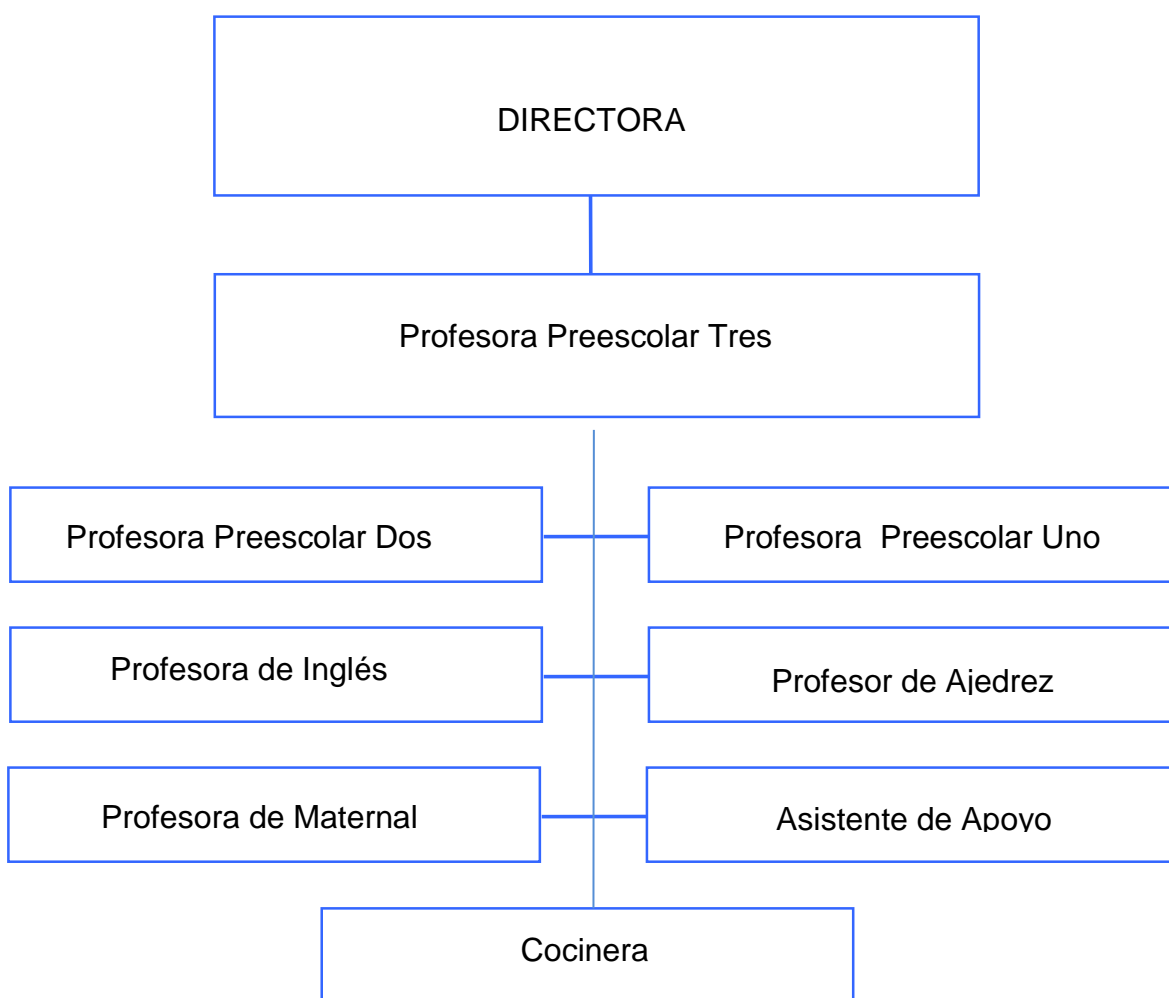 DIRECTORA
Profesora Preescolar Tres
Profesora Preescolar Dos
Profesora Preescolar Uno
Profesora de Inglés
Profesor de Ajedrez
Profesora de Maternal
Asistente de Apoyo
Cocinera